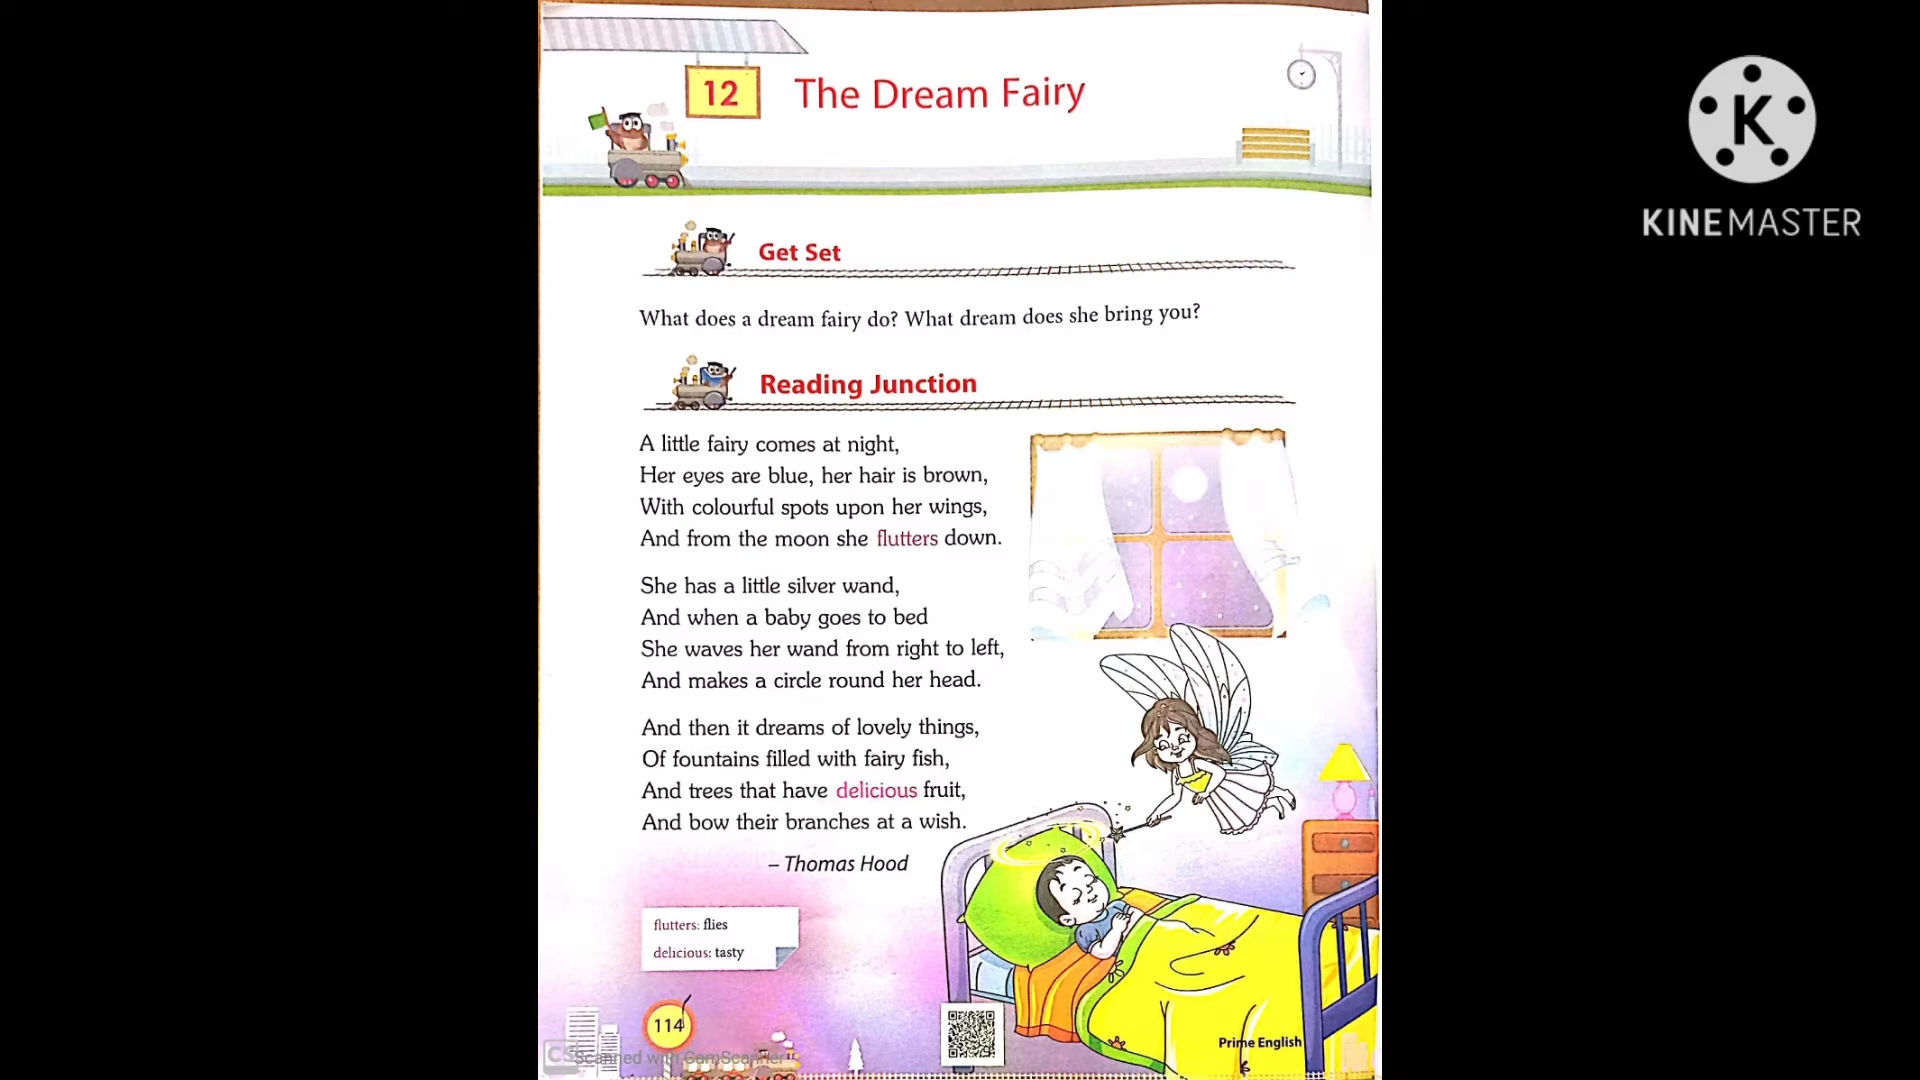 12 The Dream Fairy
KINEMASTER
Get Set
What does a dream fairy do? What dream does she bring you?
Reading Junction
A little fairy comes at night,
Her eyes are blue, her hair is brown,
With colourful spots upon her wings,
And from the moon she flutters down.
She has a little silver wand,
And when a baby goes to bed
She waves her wand from right to left,
And makes a circle round her head.
And then it dreams of lovely things,
Of fountains filled with fairy fish,
And trees that have delicious fruit,
And bow their branches at a wish.
– Thomas Hood
flutters: flies
delicious: tasty
114
Prime English
CS Scanned with CamScanner